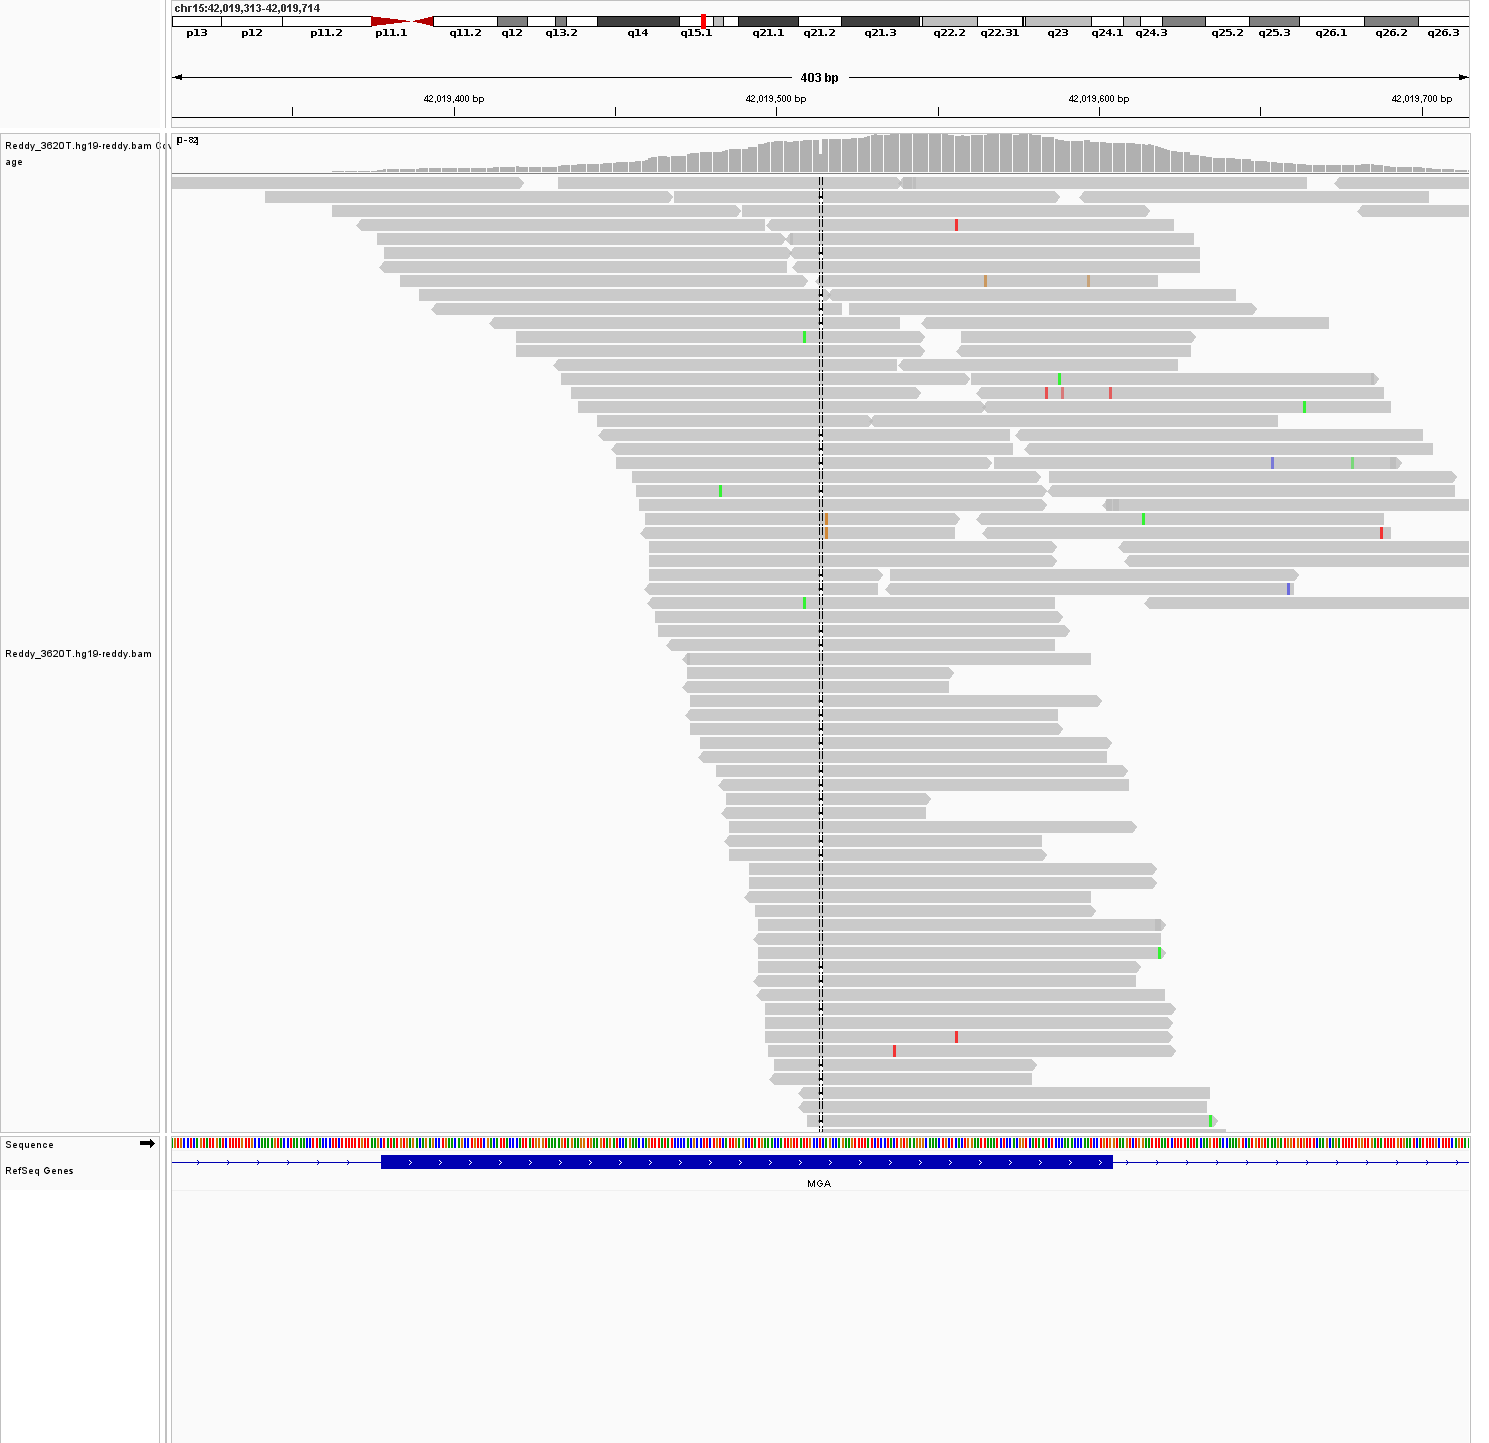 chr15:42,019,313-42,019,714
p13 p12 p11.2 p11.1 q11.2 q12 q13.2 q14 q15.1 q21.1 q21.2 q21.3 q22.2 q22.31 q23 q24.1 q24.3 q25.2 q25.3 q26.1 q26.2 q26.3
403 bp
42,019,400 bp 42,019,500 bp 42,019,600 bp 42,019,700 bp
Reddy_3620T.hg19-reddy.bam Cov
age
[0-82]
Reddy_3620T.hg19-reddy.bam
Sequence
RefSeq Genes
MGA